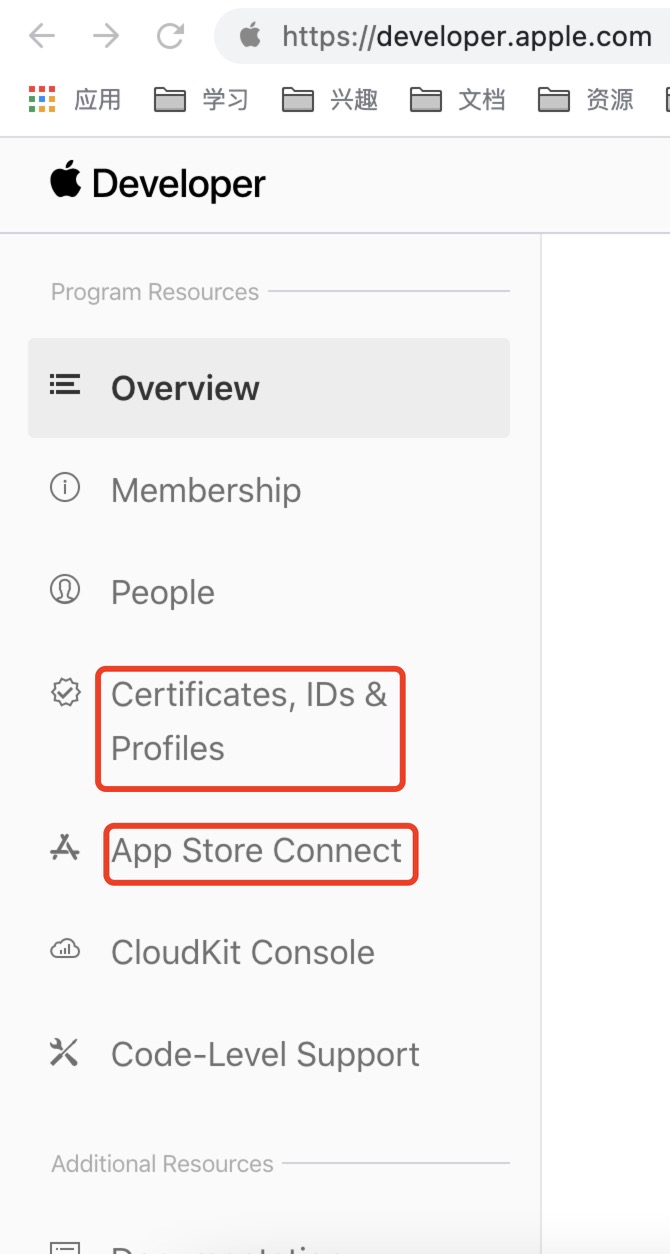 https://developer.apple.com
应用 学习 兴趣 文档 资源
Developer
Program Resources
Overview
Membership
People
Certificates, IDs &
Profiles
App Store Connect
CloudKit Console
Code-Level Support
Additional Resources